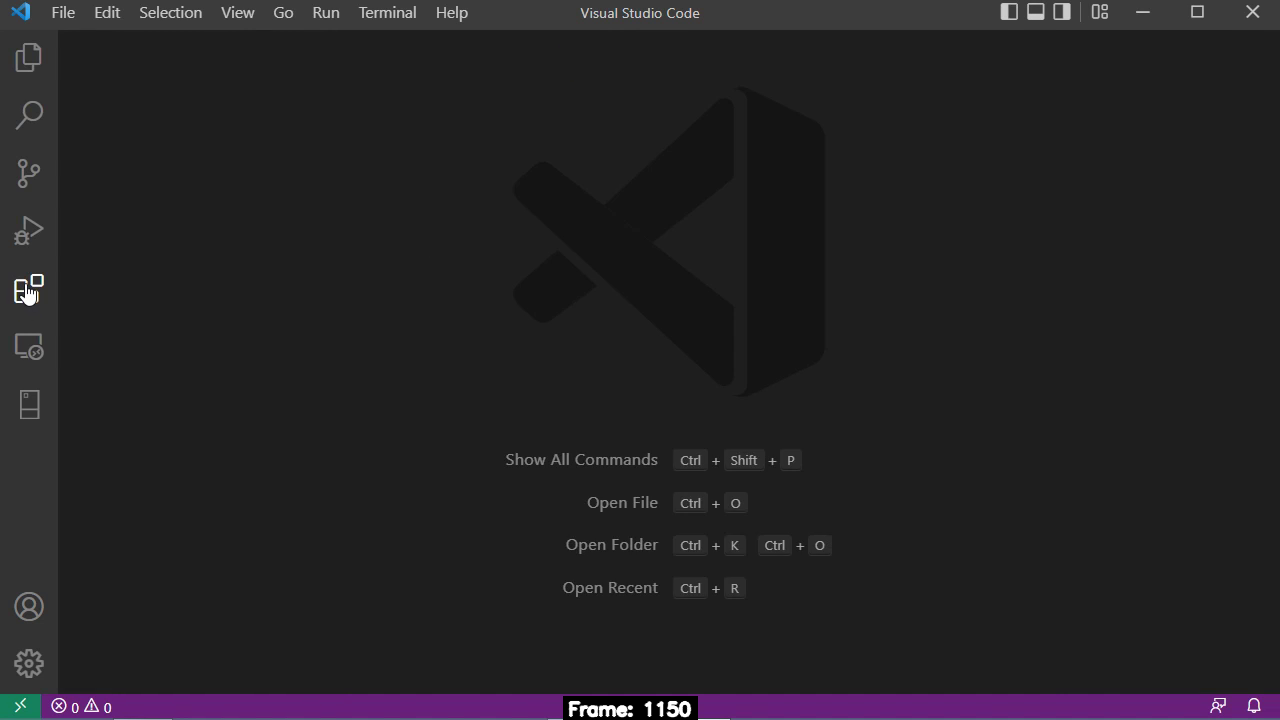 File Edit Selection View Go Run Terminal Help
Visual Studio Code
Show All Commands Ctrl + Shift + P
Open File Ctrl + O
Open Folder Ctrl + K Ctrl + O
Open Recent Ctrl + R
0 0
Frame: 1150